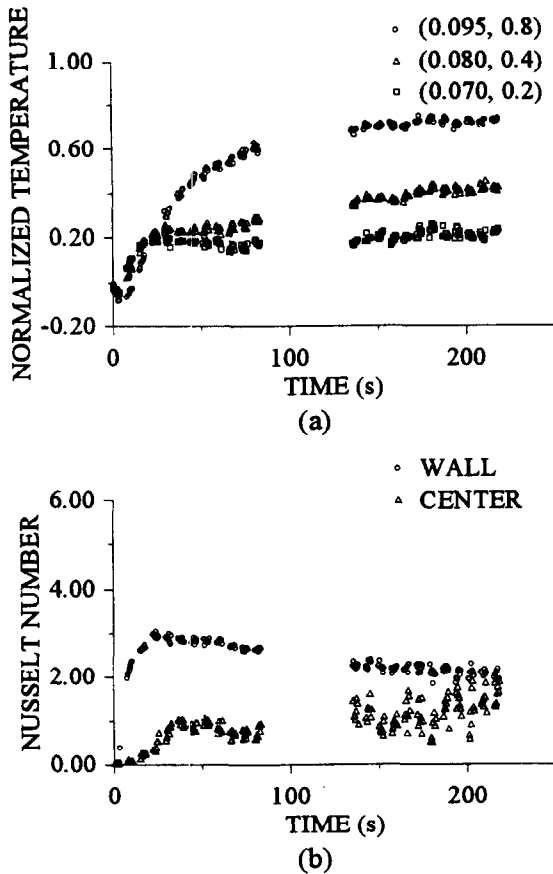 (0.095, 0.8)
(0.080, 0.4)
(0.070, 0.2)
NORMALIZED TEMPERATURE
1.00
0.60
0.20
-0.20
0
100
200
TIME (s)
(a)
WALL
CENTER
NUSSELT NUMBER
6.00
4.00
2.00
0.00
0
100
200
TIME (s)
(b)